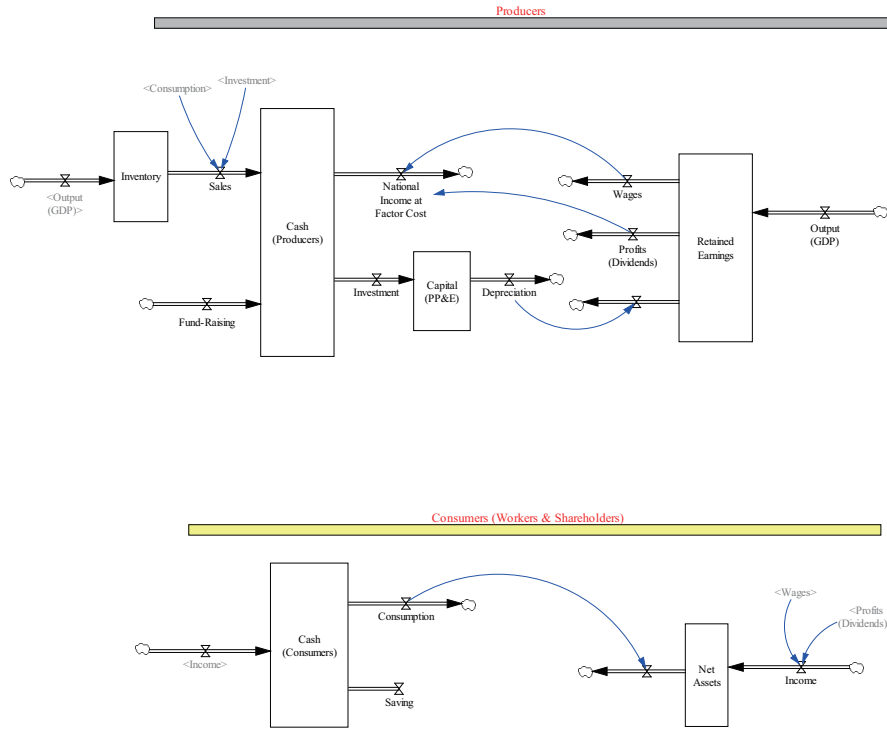 Producers
<Investment>
<Consumption>
Inventory
Sales
<Output
(GDP)>
Cash
(Producers)
Fund-Raising
National
Income at
Factor Cost
Investment
Capital
(PP&E)
Depreciation
Wages
Profits
(Dividends)
Retained
Earnings
Output
(GDP)
Consumers (Workers & Shareholders)
<Income>
Cash
(Consumers)
Consumption
Saving
Net
Assets
<Wages>
<Profits
(Dividends)>
Income